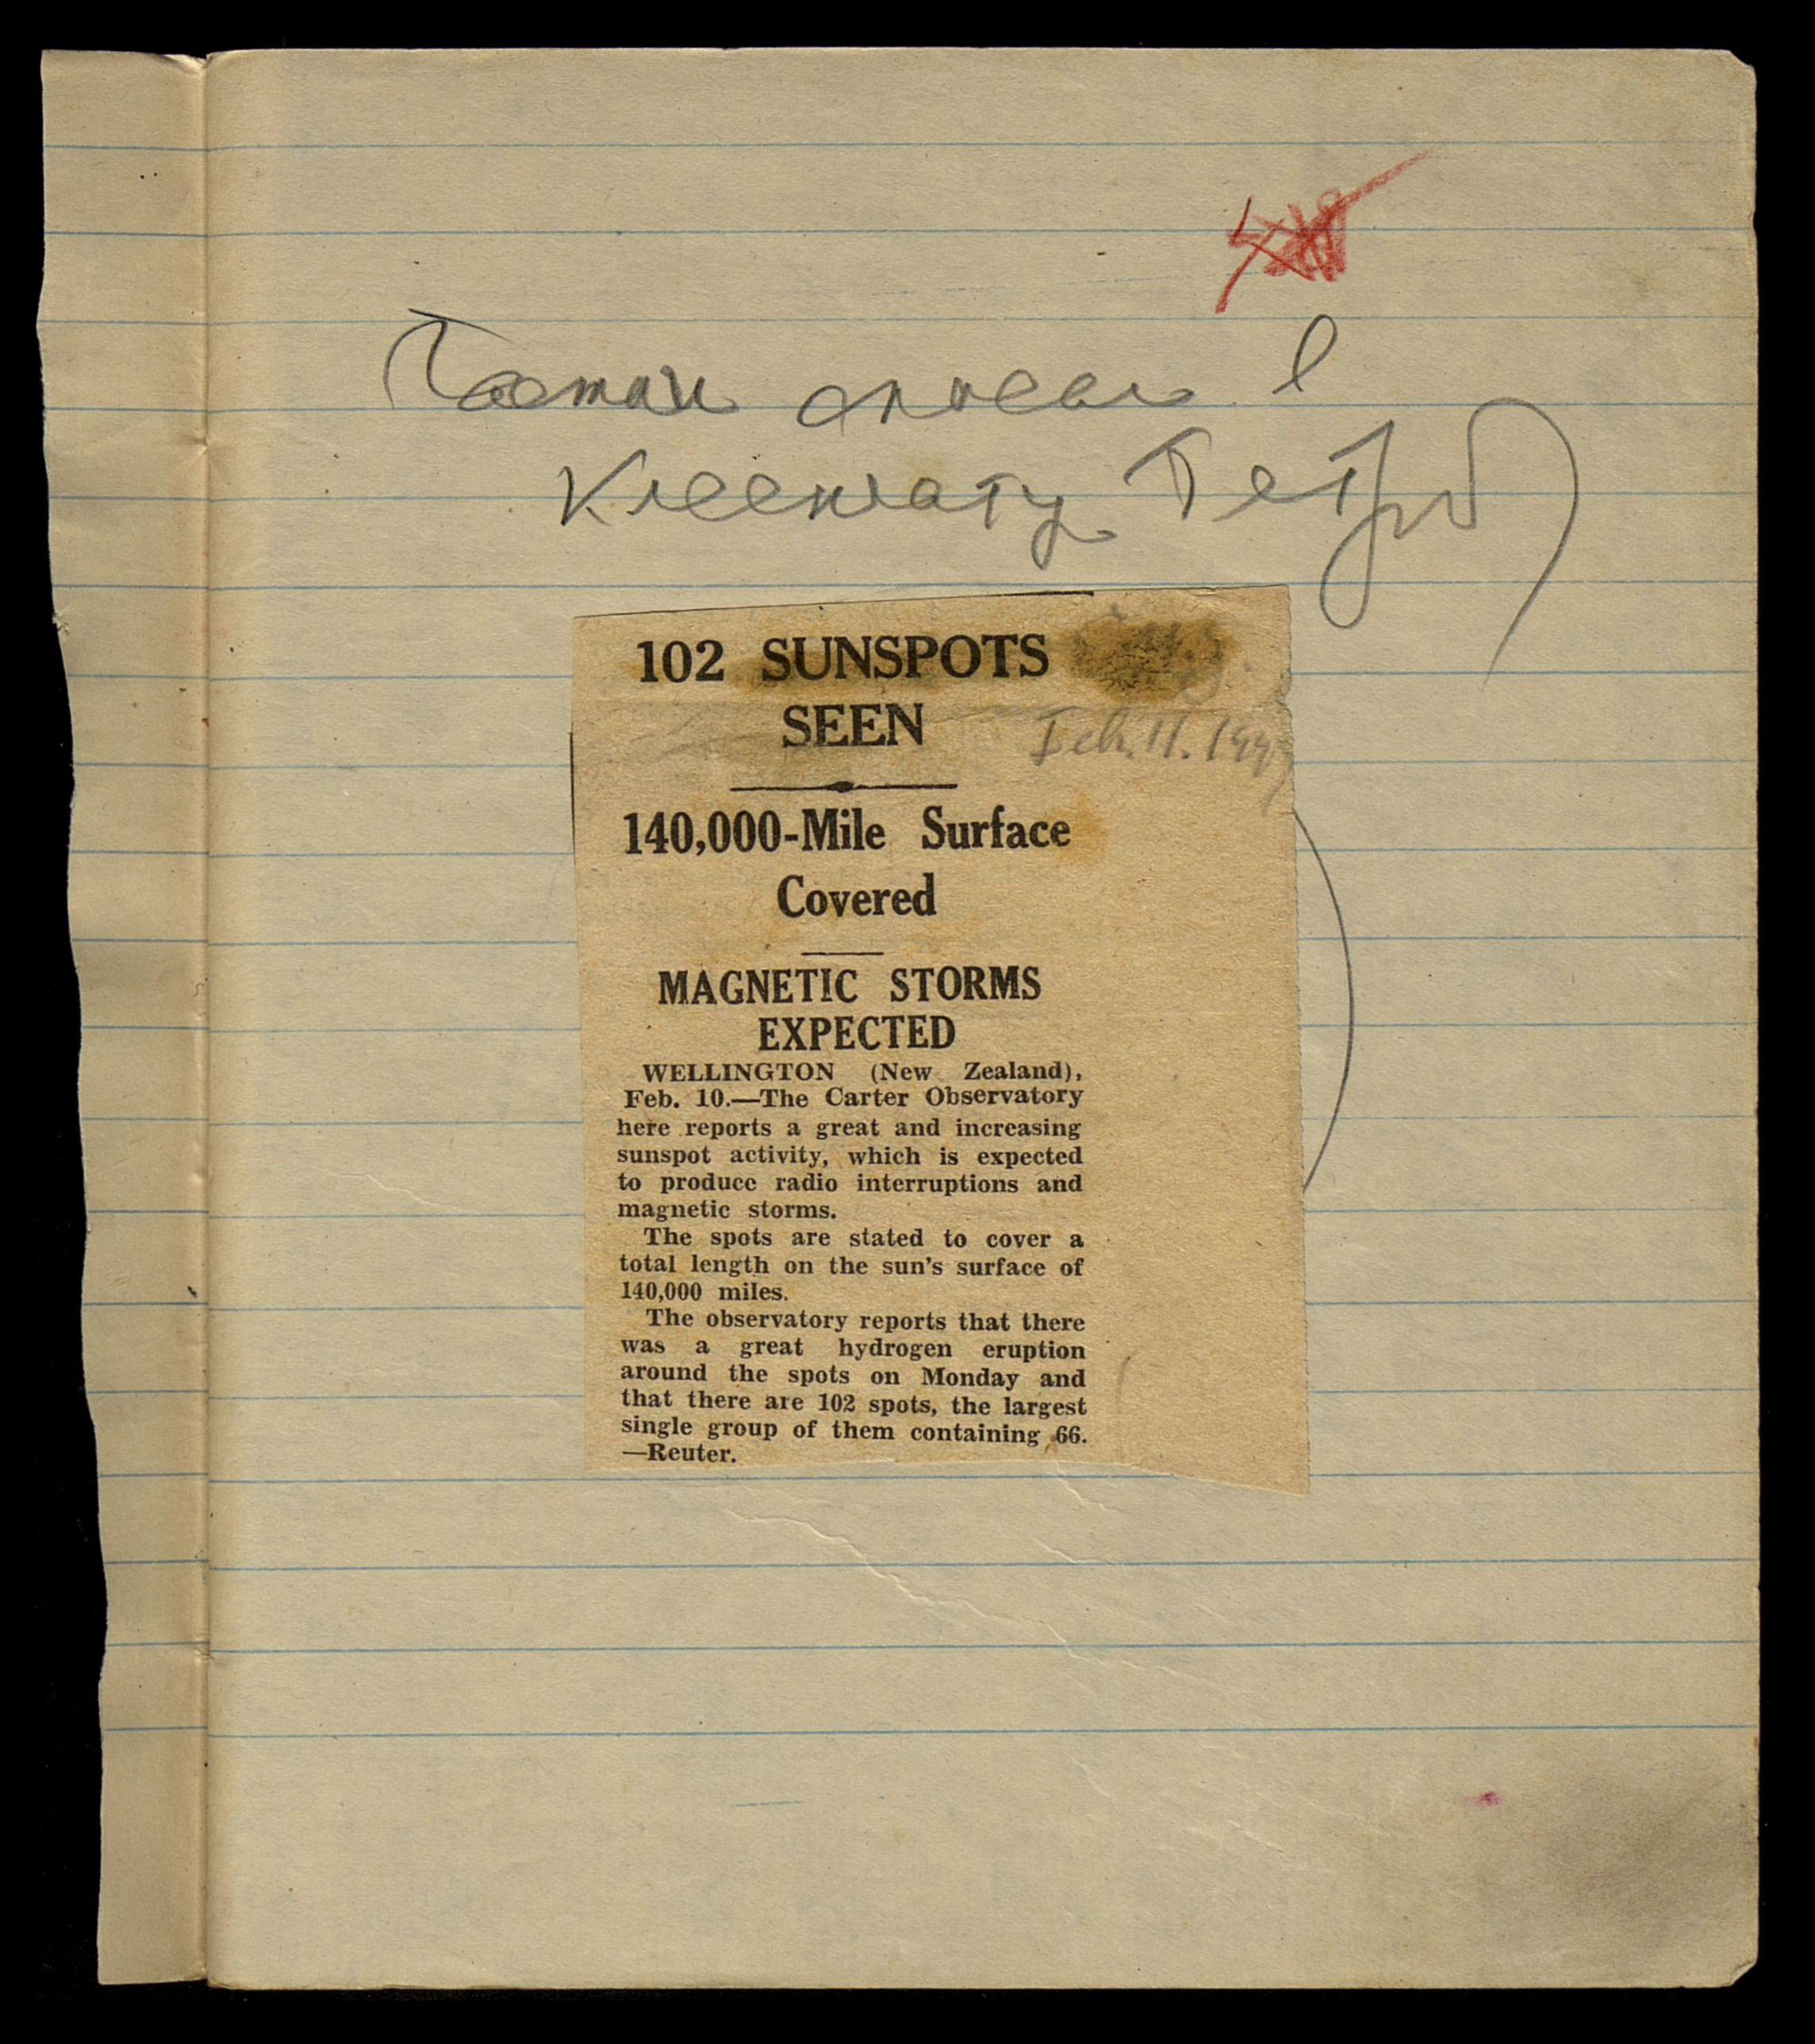 102 SUNSPOTS
SEEN
Feb. 11. 194
140,000-Mile Surface
Covered
MAGNETIC STORMS
EXPECTED
WELLINGTON (New Zealand),
Feb. 10.—The Carter Observatory
here reports a great and increasing
sunspot activity, which is expected
to produce radio interruptions and
magnetic storms.
The spots are stated to cover a
total length on the sun's surface of
140,000 miles.
The observatory reports that there
was a great hydrogen eruption
around the spots on Monday and
that there are 102 spots, the largest
single group of them containing 66.
—Reuter.